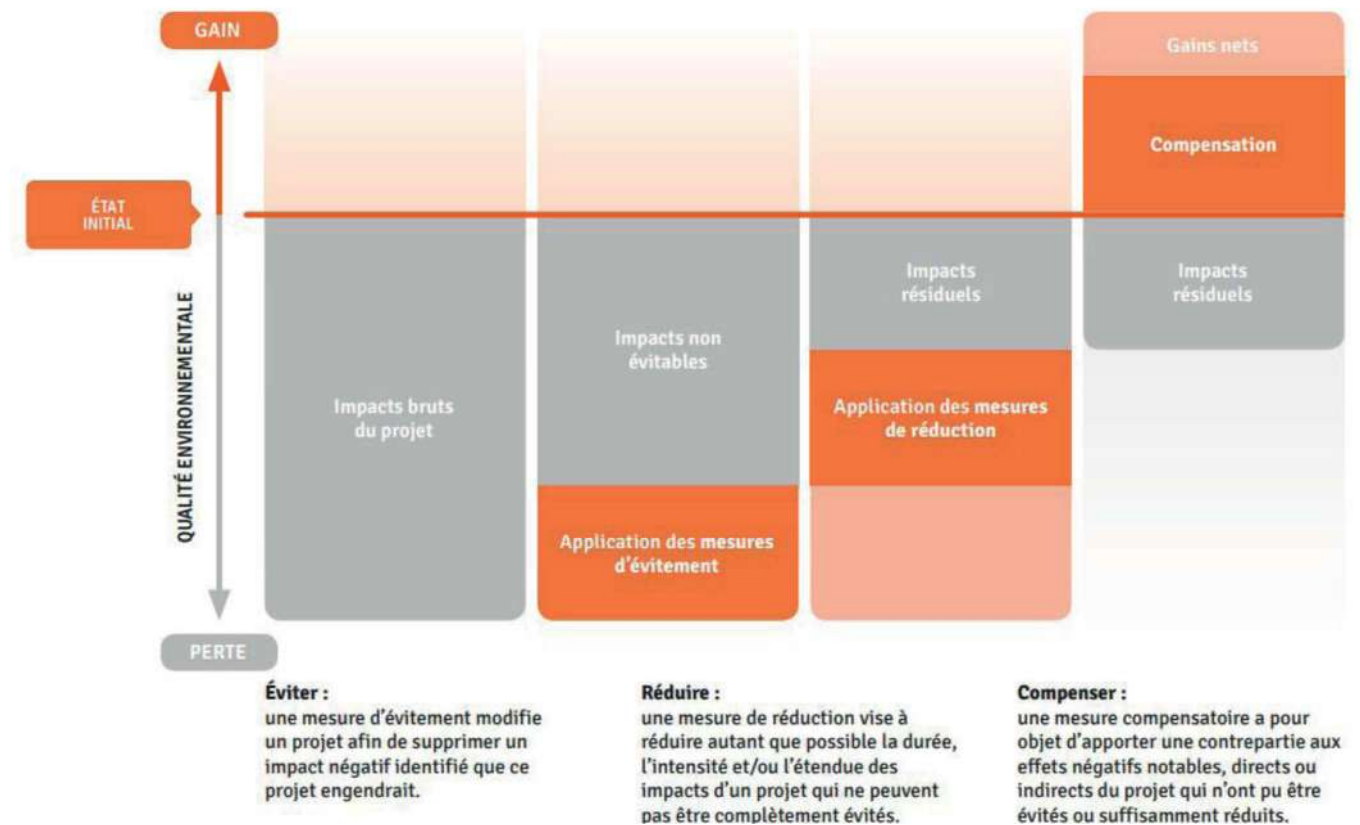 GAIN
Gains nets
Compensation
ÉTAT
INITIAL
QUALITÉ ENVIRONNEMENTALE
Impacts bruts
du projet
Impacts non
évitables
Application des mesures
d'évitement
Impacts
résiduels
Application des mesures
de réduction
Impacts
résiduels
PERTE
Éviter :
une mesure d'évitement modifie
un projet afin de supprimer un
impact négatif identifié que ce
projet engendrait.
Réduire :
une mesure de réduction vise à
réduire autant que possible la durée,
l'intensité et/ou l'étendue des
impacts d'un projet qui ne peuvent
pas être complètement évités.
Compenser :
une mesure compensatoire a pour
objet d'apporter une contrepartie aux
effets négatifs notables, directs ou
indirects du projet qui n'ont pu être
évités ou suffisamment réduits.